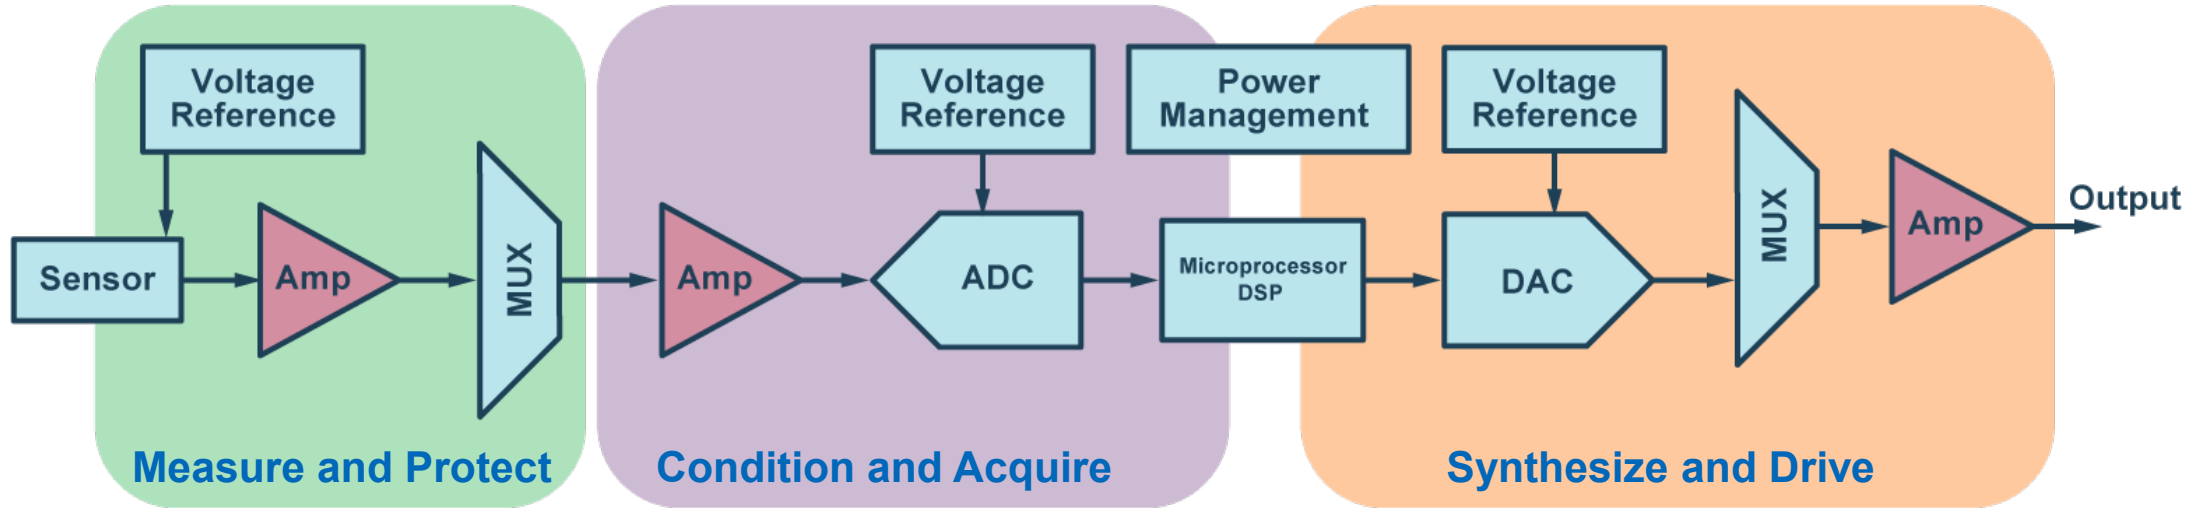 Voltage
Reference
Sensor
Amp
MUX
Measure and Protect
Voltage
Reference
Power
Management
Amp
ADC
Microprocessor
DSP
Condition and Acquire
Voltage
Reference
DAC
MUX
Amp
Output
Synthesize and Drive